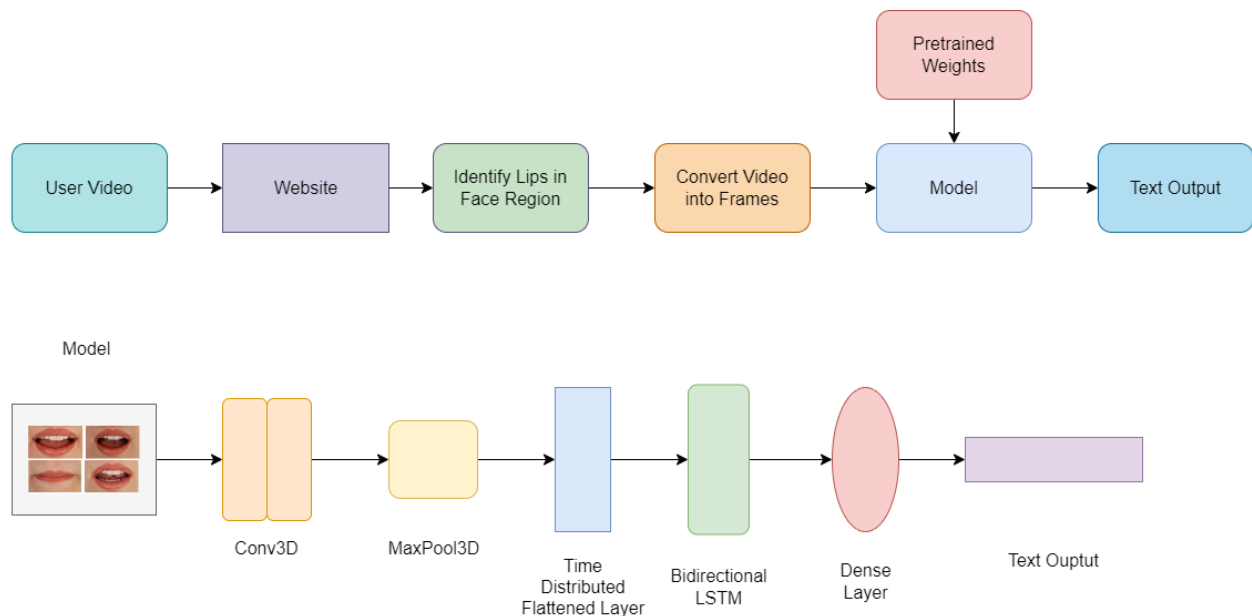 Pretrained
Weights
User Video
Website
Identify Lips in
Face Region
Convert Video
into Frames
Model
Text Output
Model
Conv3D
MaxPool3D
Time
Distributed
Flattened Layer
Bidirectional
LSTM
Dense
Layer
Text Ouptut